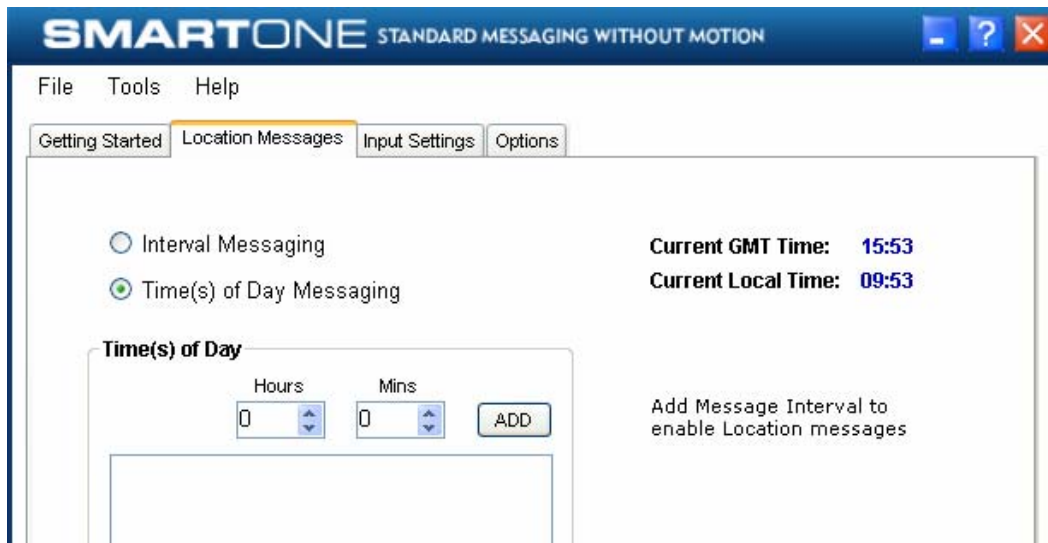 SMARTONE STANDARD MESSAGING WITHOUT MOTION
File Tools Help
Getting Started Location Messages Input Settings Options
Interval Messaging
Current GMT Time: 15:53
Time(s) of Day Messaging
Current Local Time: 09:53
Time(s) of Day
Hours Mins
0 0 ADD
Add Message Interval to
enable Location messages